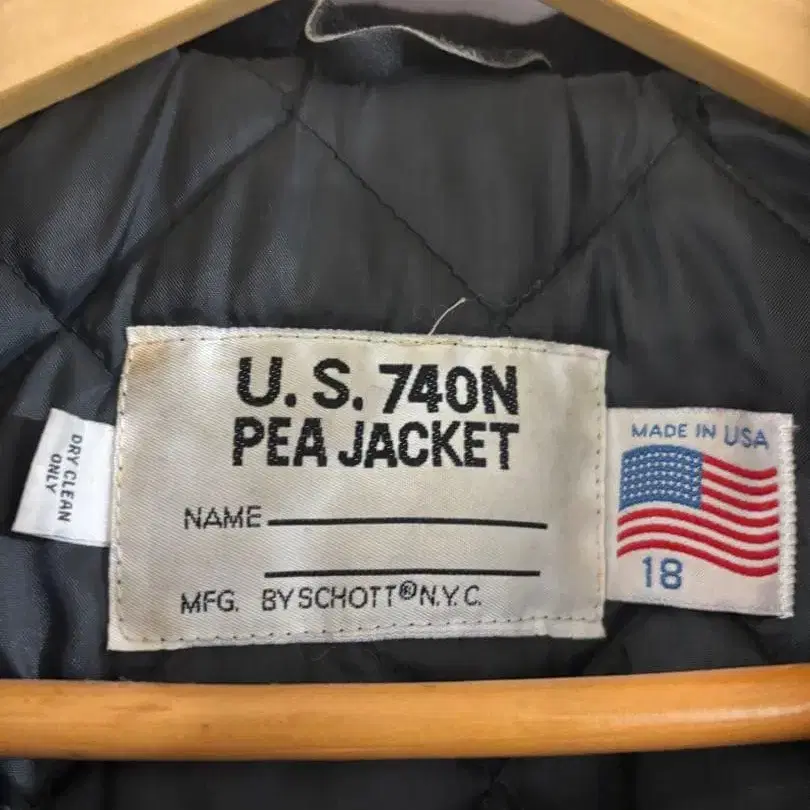 U.S. 740N
PEA JACKET
NAME
MFG. BY SCHOTT® N.Y.C.
DRY CLEAN
ONLY
MADE IN USA
18